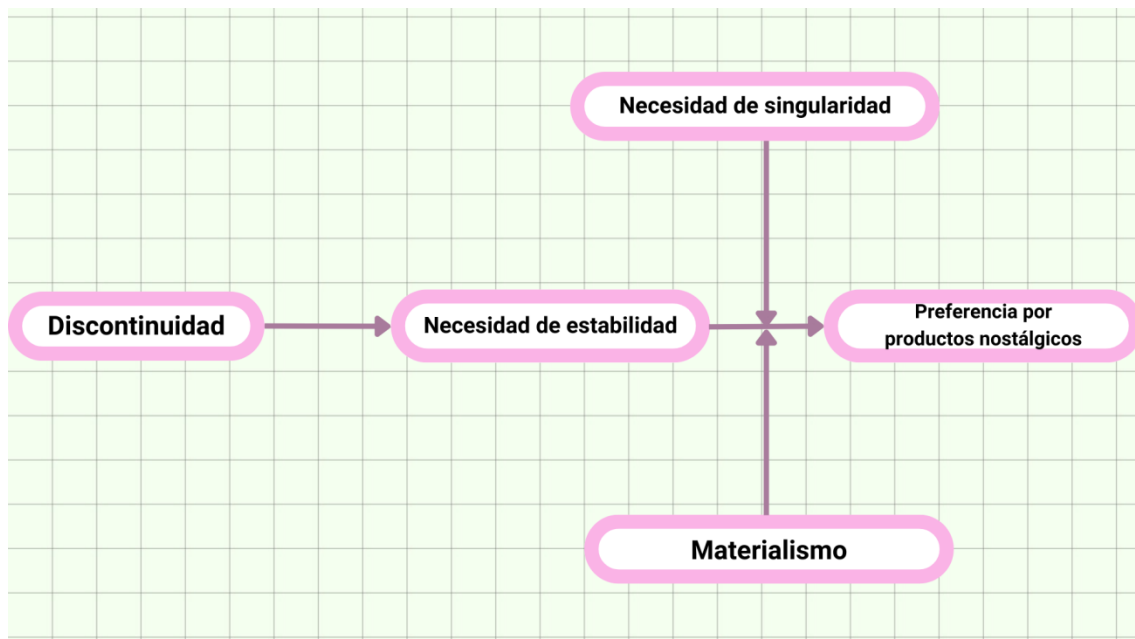 Necesidad de singularidad
Discontinuidad
Necesidad de estabilidad
Preferencia por
productos nostálgicos
Materialismo